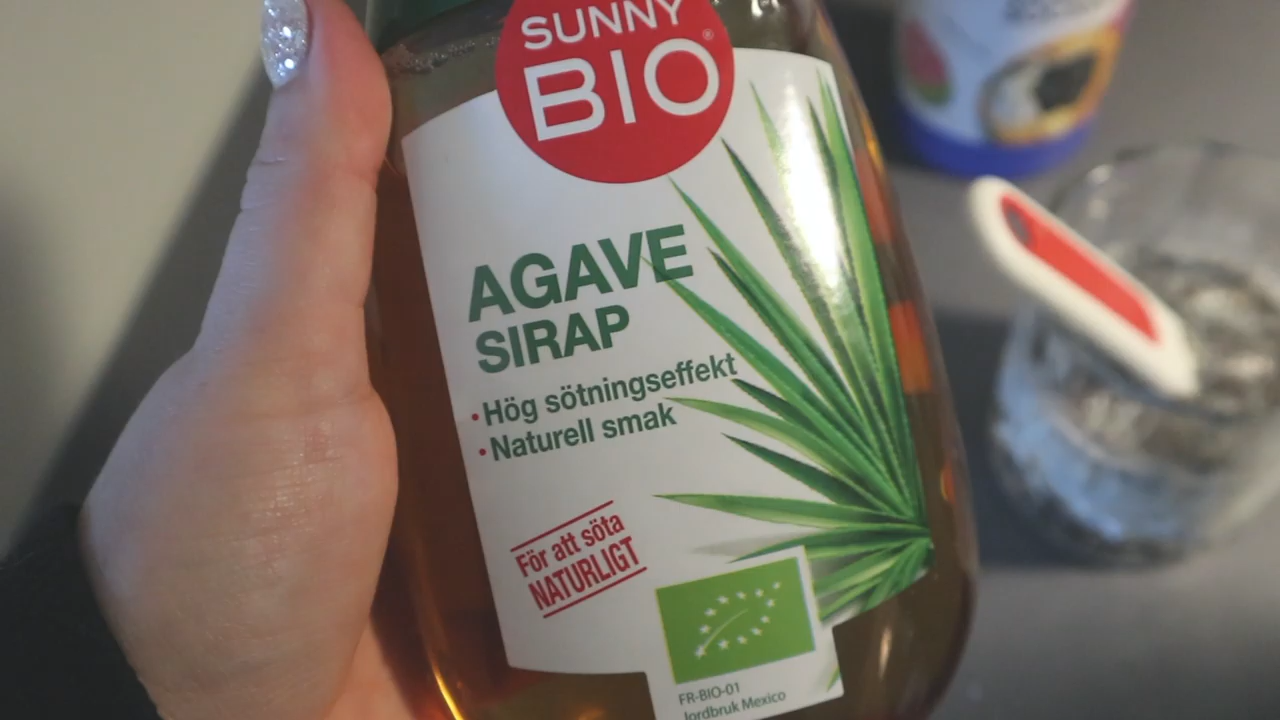 SUNNY
BIO®
AGAVE
SIRAP
•Hög sötningseffekt
•Naturell smak
För att söta
NATURLIGT
FR-BIO-01
Jordbruk Mexico